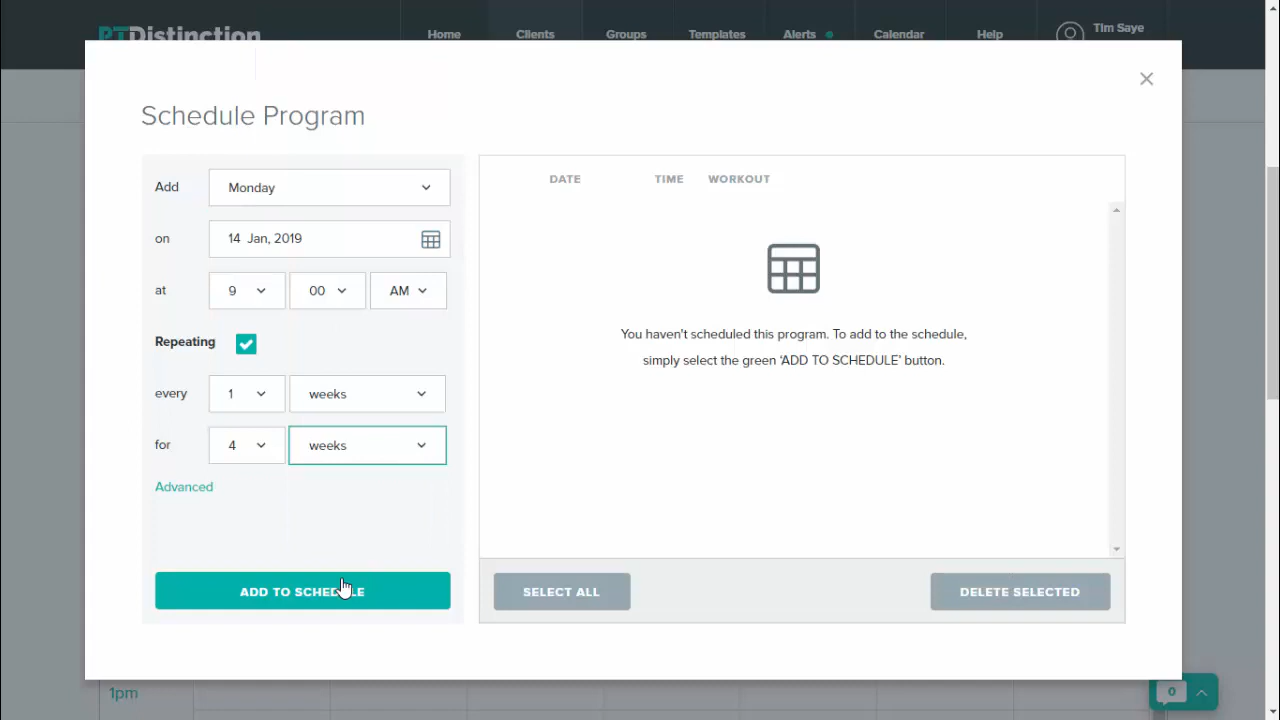 PTDistinction Home Clients Groups Templates Alerts Calendar Help Tim Saye
Schedule Program
Add Monday
on 14 Jan, 2019
at 9 00 AM
Repeating
every 1 weeks
for 4 weeks
Advanced
ADD TO SCHEDULE
DATE TIME WORKOUT
You haven't scheduled this program. To add to the schedule,
simply select the green ‘ADD TO SCHEDULE’ button.
SELECT ALL DELETE SELECTED
1pm
0